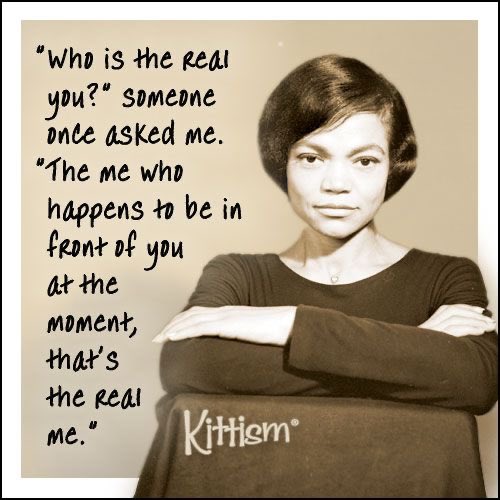 "Who is the real
you?" someone
once asked me.
"The me who
happens to be in
front of you
at the
moment,
that's
the real
me."
Kittism®